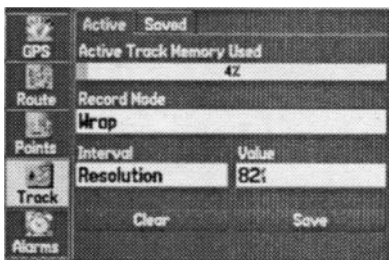 Active Saved
GPS
Active Track Memory Used
4%
Route
Record Mode
Wrap
Points
Interval Value
Resolution 82%
Track
Clear Save
Alarms